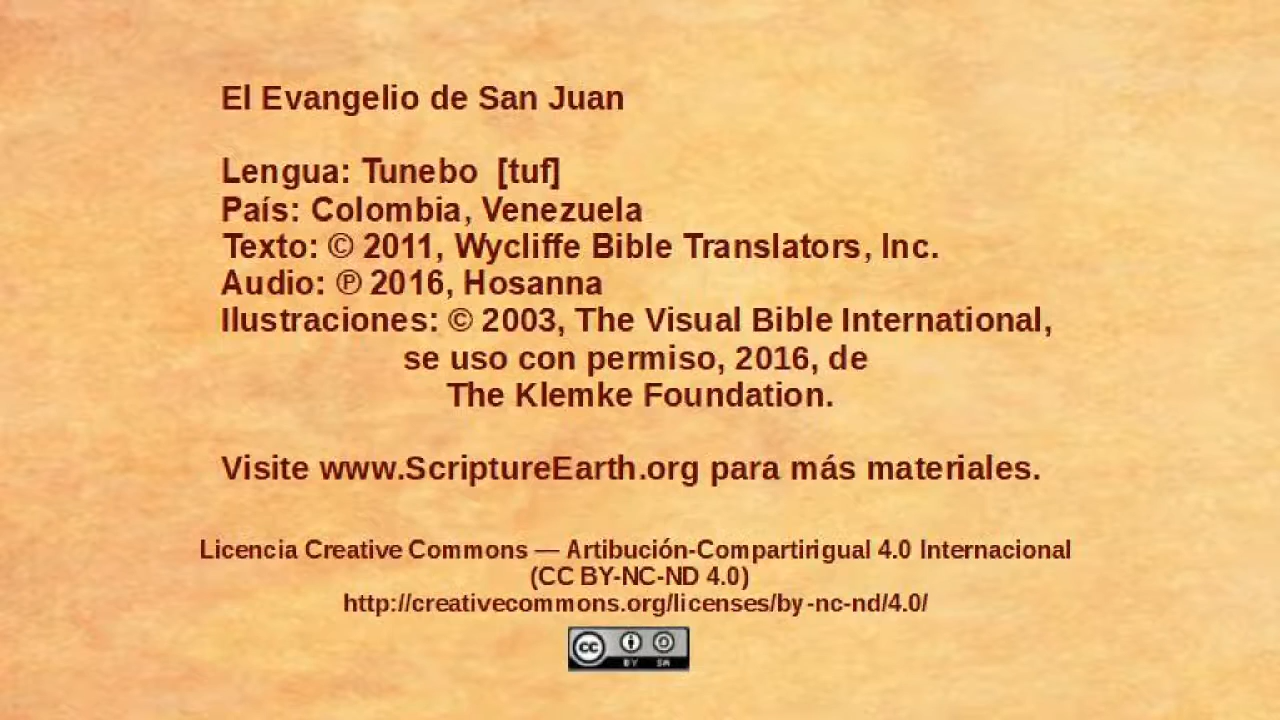 El Evangelio de San Juan
Lengua: Tunebo [tuf]
País: Colombia, Venezuela
Texto: © 2011, Wycliffe Bible Translators, Inc.
Audio: ℗ 2016, Hosanna
Ilustraciones: © 2003, The Visual Bible International,
se uso con permiso, 2016, de
The Klemke Foundation.
Visite www.ScriptureEarth.org para más materiales.
Licencia Creative Commons — Artibución-Compartirigual 4.0 Internacional
(CC BY-NC-ND 4.0)
http://creativecommons.org/licenses/by-nc-nd/4.0/
cc BY SA